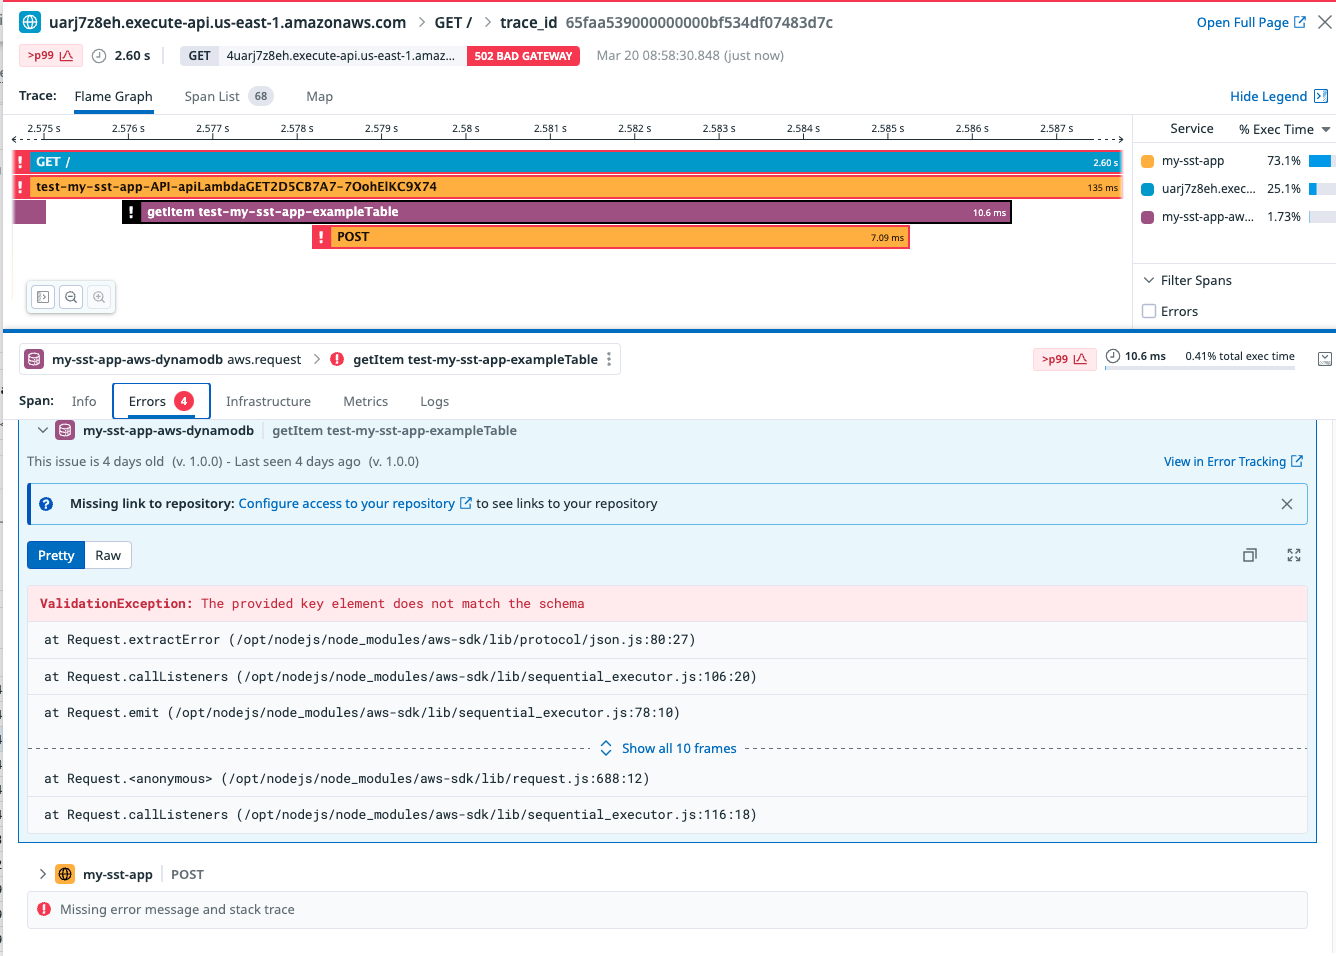 uarj7z8eh.execute-api.us-east-1.amazonaws.com > GET / > trace_id 65faa539000000000bf534df07483d7c
Open Full Page
>p99 2.60 s GET 4uarj7z8eh.execute-api.us-east-1.amaz... 502 BAD GATEWAY Mar 20 08:58:30.848 (just now)
Trace: Flame Graph Span List 68 Map
Hide Legend
2.575 s 2.576 s 2.577 s 2.578 s 2.579 s 2.58 s 2.581 s 2.582 s 2.583 s 2.584 s 2.585 s 2.586 s 2.587 s
Service % Exec Time
! GET / 2.60 s
my-sst-app 73.1%
! test-my-sst-app-API-apiLambdaGET2D5CB7A7-7OohElKC9X74 135 ms
uarj7z8eh.exec... 25.1%
! getItem test-my-sst-app-exampleTable 10.6 ms
my-sst-app-aw... 1.73%
! POST 7.09 ms
Filter Spans
Errors
my-sst-app-aws-dynamodb aws.request > ! getItem test-my-sst-app-exampleTable
>p99 10.6 ms 0.41% total exec time
Span: Info Errors 4 Infrastructure Metrics Logs
my-sst-app-aws-dynamodb getItem test-my-sst-app-exampleTable
This issue is 4 days old (v. 1.0.0) - Last seen 4 days ago (v. 1.0.0)
View in Error Tracking
? Missing link to repository: Configure access to your repository to see links to your repository
Pretty Raw
ValidationException: The provided key element does not match the schema
at Request.extractError (/opt/nodejs/node_modules/aws-sdk/lib/protocol/json.js:80:27)
at Request.callListeners (/opt/nodejs/node_modules/aws-sdk/lib/sequential_executor.js:106:20)
at Request.emit (/opt/nodejs/node_modules/aws-sdk/lib/sequential_executor.js:78:10)
Show all 10 frames
at Request.<anonymous> (/opt/nodejs/node_modules/aws-sdk/lib/request.js:688:12)
at Request.callListeners (/opt/nodejs/node_modules/aws-sdk/lib/sequential_executor.js:116:18)
my-sst-app POST
! Missing error message and stack trace